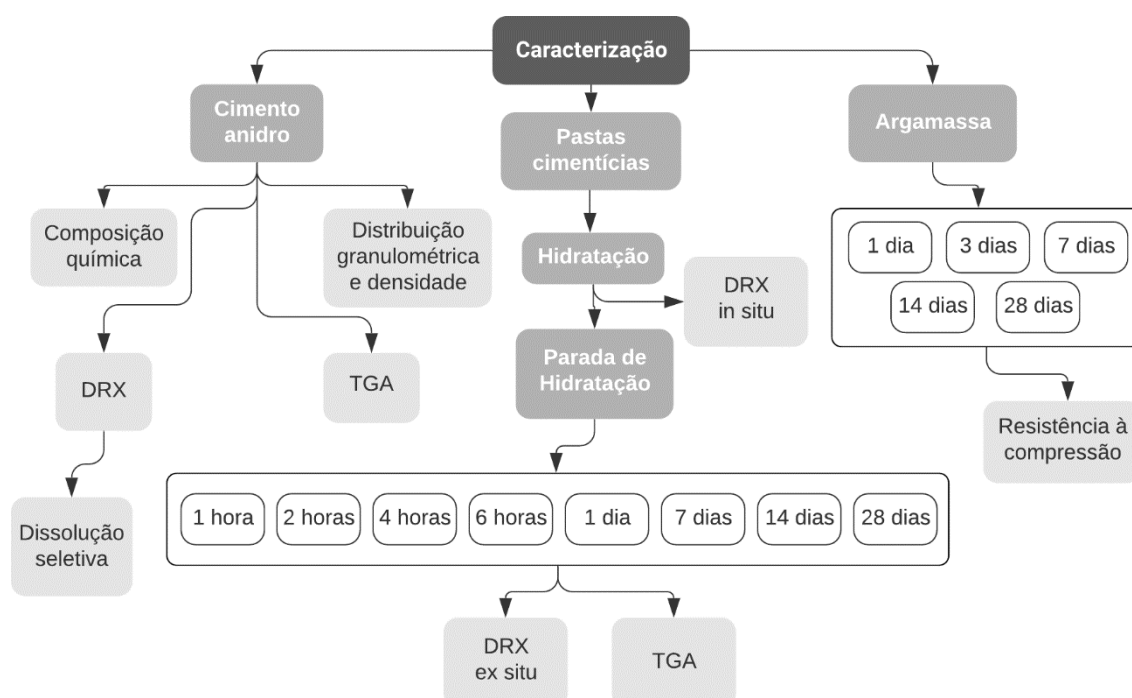 Caracterização
Cimento
anidro
Pastas
cimentícias
Argamassa
Composição
química
Distribuição
granulométrica
e densidade
Hidratação
DRX
in situ
1 dia
3 dias
7 dias
14 dias
28 dias
DRX
TGA
Parada de
Hidratação
Resistência à
compressão
Dissolução
seletiva
1 hora
2 horas
4 horas
6 horas
1 dia
7 dias
14 dias
28 dias
DRX
ex situ
TGA